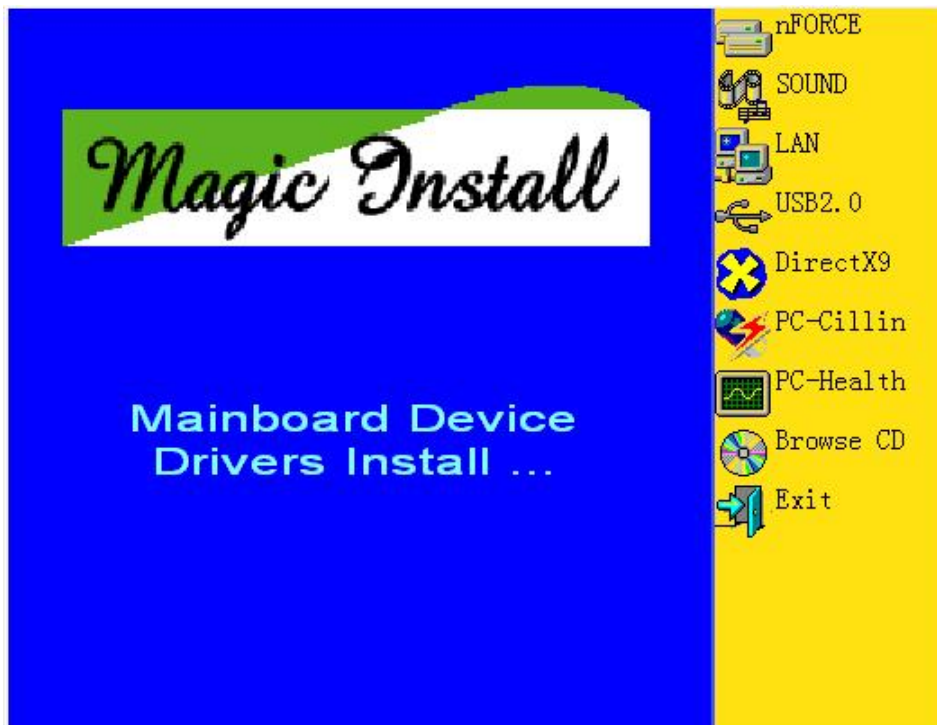 Magic Install
Mainboard Device
Drivers Install ...
nFORCE
SOUND
LAN
USB2.0
DirectX9
PC-Cillin
PC-Health
Browse CD
Exit